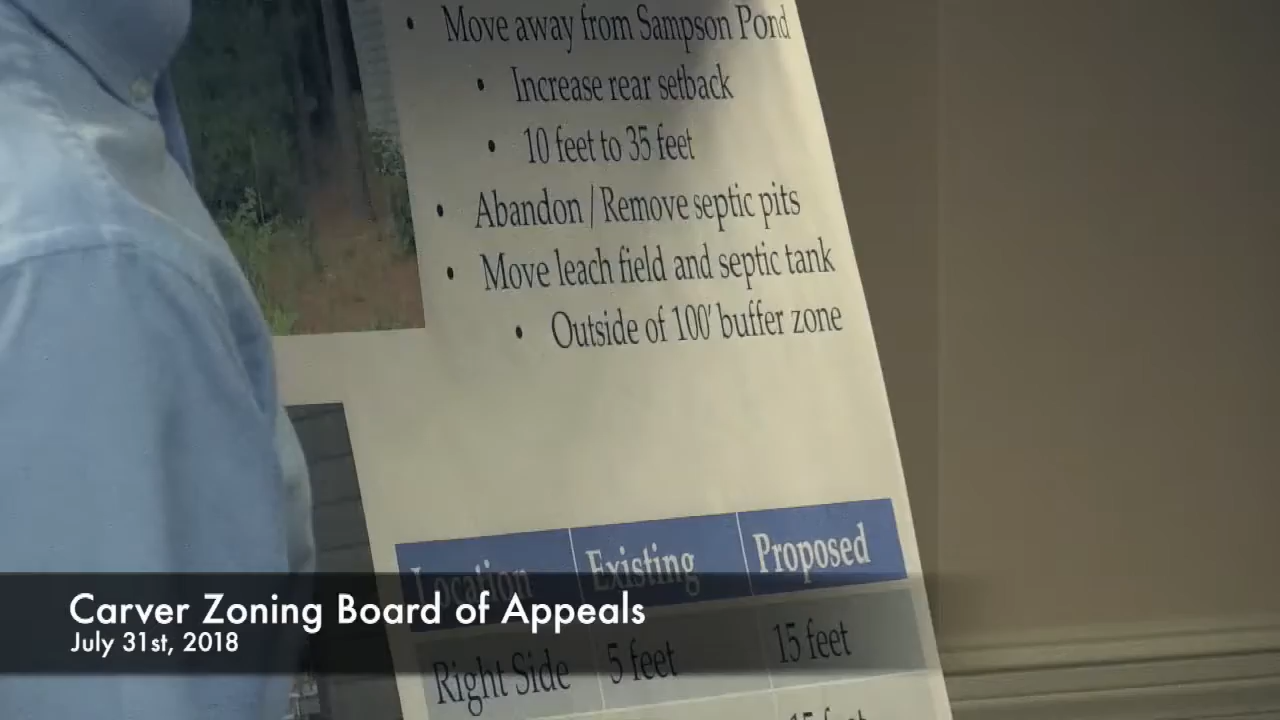 • Move away from Sampson Pond
• Increase rear setback
• 10 feet to 35 feet
• Abandon / Remove septic pits
• Move leach field and septic tank
• Outside of 100' buffer zone
Location Existing Proposed
Right Side 5 feet 15 feet
15 feet
Carver Zoning Board of Appeals
July 31st, 2018